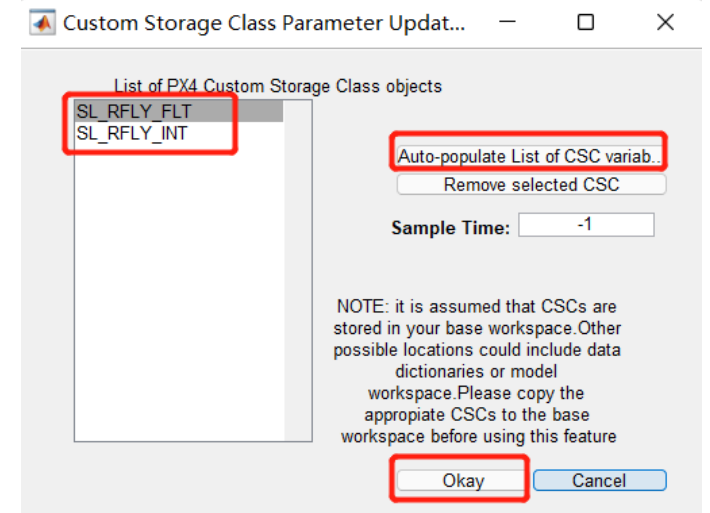 Custom Storage Class Parameter Updat...
List of PX4 Custom Storage Class objects
SL_RFLY_FLT
SL_RFLY_INT
Auto-populate List of CSC variab..
Remove selected CSC
Sample Time: -1
NOTE: it is assumed that CSCs are
stored in your base workspace.Other
possible locations could include data
dictionaries or model
workspace.Please copy the
appropiate CSCs to the base
workspace before using this feature
Okay Cancel